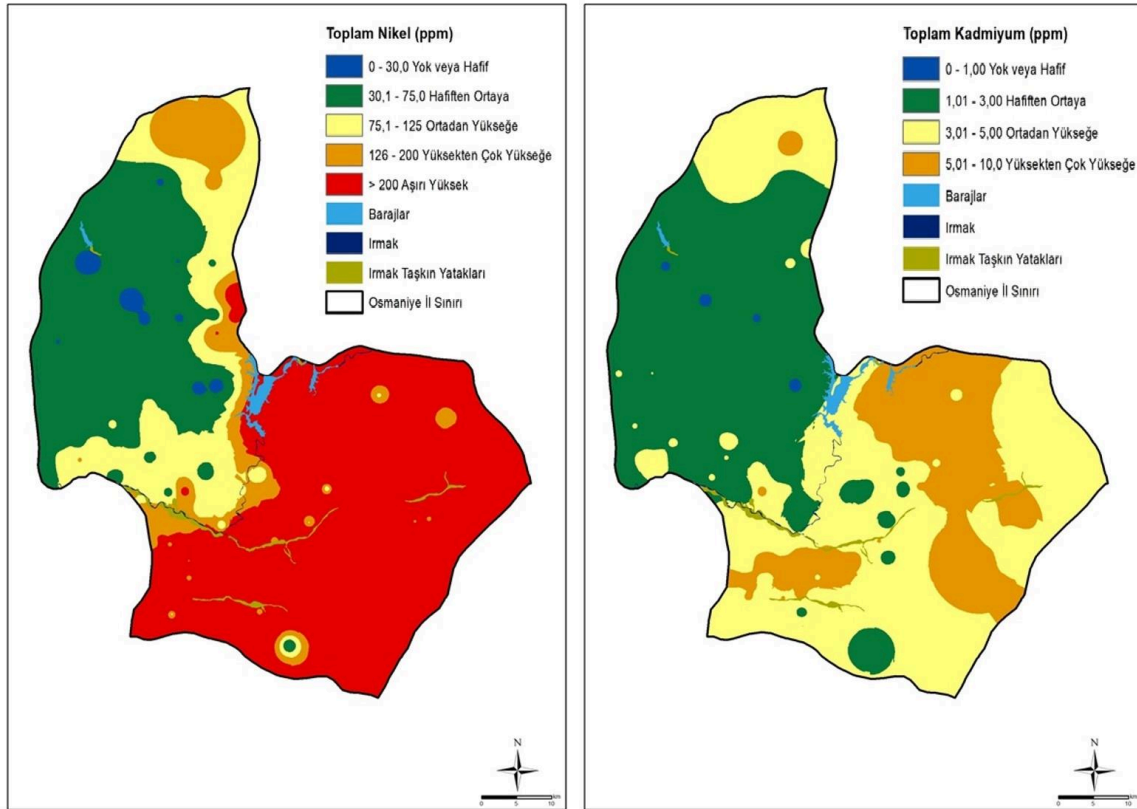 Toplam Nikel (ppm)
0 - 30,0 Yok veya Hafif
30,1 - 75,0 Hafiften Ortaya
75,1 - 125 Ortadan Yükseğe
126 - 200 Yüksekten Çok Yükseğe
> 200 Aşırı Yüksek
Barajlar
Irmak
Irmak Taşkın Yatakları
Osmaniye İl Sınırı
N
km
0 5 10
Toplam Kadmiyum (ppm)
0 - 1,00 Yok veya Hafif
1,01 - 3,00 Hafiften Ortaya
3,01 - 5,00 Ortadan Yükseğe
5,01 - 10,0 Yüksekten Çok Yükseğe
Barajlar
Irmak
Irmak Taşkın Yatakları
Osmaniye İl Sınırı
N
km
0 5 10